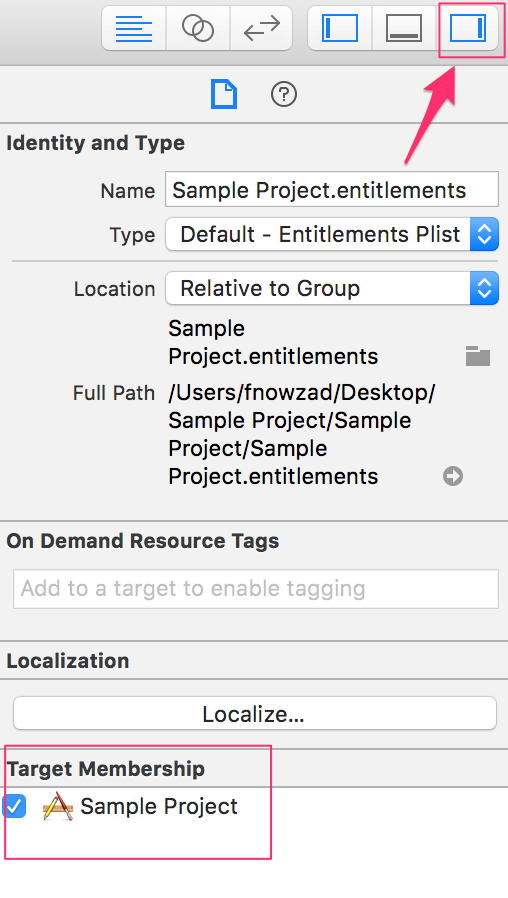 ?
Identity and Type
Name Sample Project.entitlements
Type Default - Entitlements Plist
Location Relative to Group
Sample
Project.entitlements
Full Path /Users/fnowzad/Desktop/
Sample Project/Sample
Project/Sample
Project.entitlements
On Demand Resource Tags
Add to a target to enable tagging
Localization
Localize...
Target Membership
Sample Project